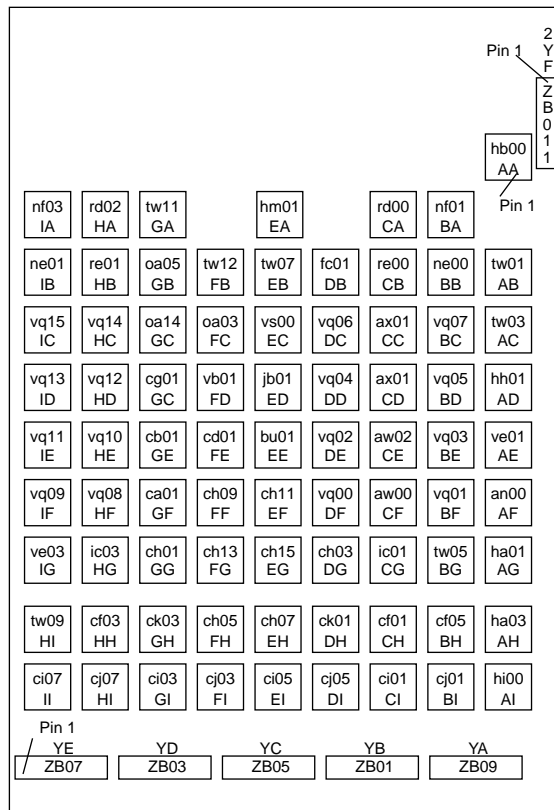 2
Y
F
Pin 1
Z
B
0
1
1
hb00
AA
Pin 1
nf03 rd02 tw11 hm01 rd00 nf01
IA HA GA EA CA BA
ne01 re01 oa05 tw12 tw07 fc01 re00 ne00 tw01
IB HB GB FB EB DB CB BB AB
vq15 vq14 oa14 oa03 vs00 vq06 ax01 vq07 tw03
IC HC GC FC EC DC CC BC AC
vq13 vq12 cg01 vb01 jb01 vq04 ax01 vq05 hh01
ID HD GC FD ED DD CD BD AD
vq11 vq10 cb01 cd01 bu01 vq02 aw02 vq03 ve01
IE HE GE FE EE DE CE BE AE
vq09 vq08 ca01 ch09 ch11 vq00 aw00 vq01 an00
IF HF GF FF EF DF CF BF AF
ve03 ic03 ch01 ch13 ch15 ch03 ic01 tw05 ha01
IG HG GG FG EG DG CG BG AG
tw09 cf03 ck03 ch05 ch07 ck01 cf01 cf05 ha03
HI HH GH FH EH DH CH BH AH
ci07 cj07 ci03 cj03 ci05 cj05 ci01 cj01 hi00
II HI GI FI EI DI CI BI AI
Pin 1
YE YD YC YB YA
ZB07 ZB03 ZB05 ZB01 ZB09